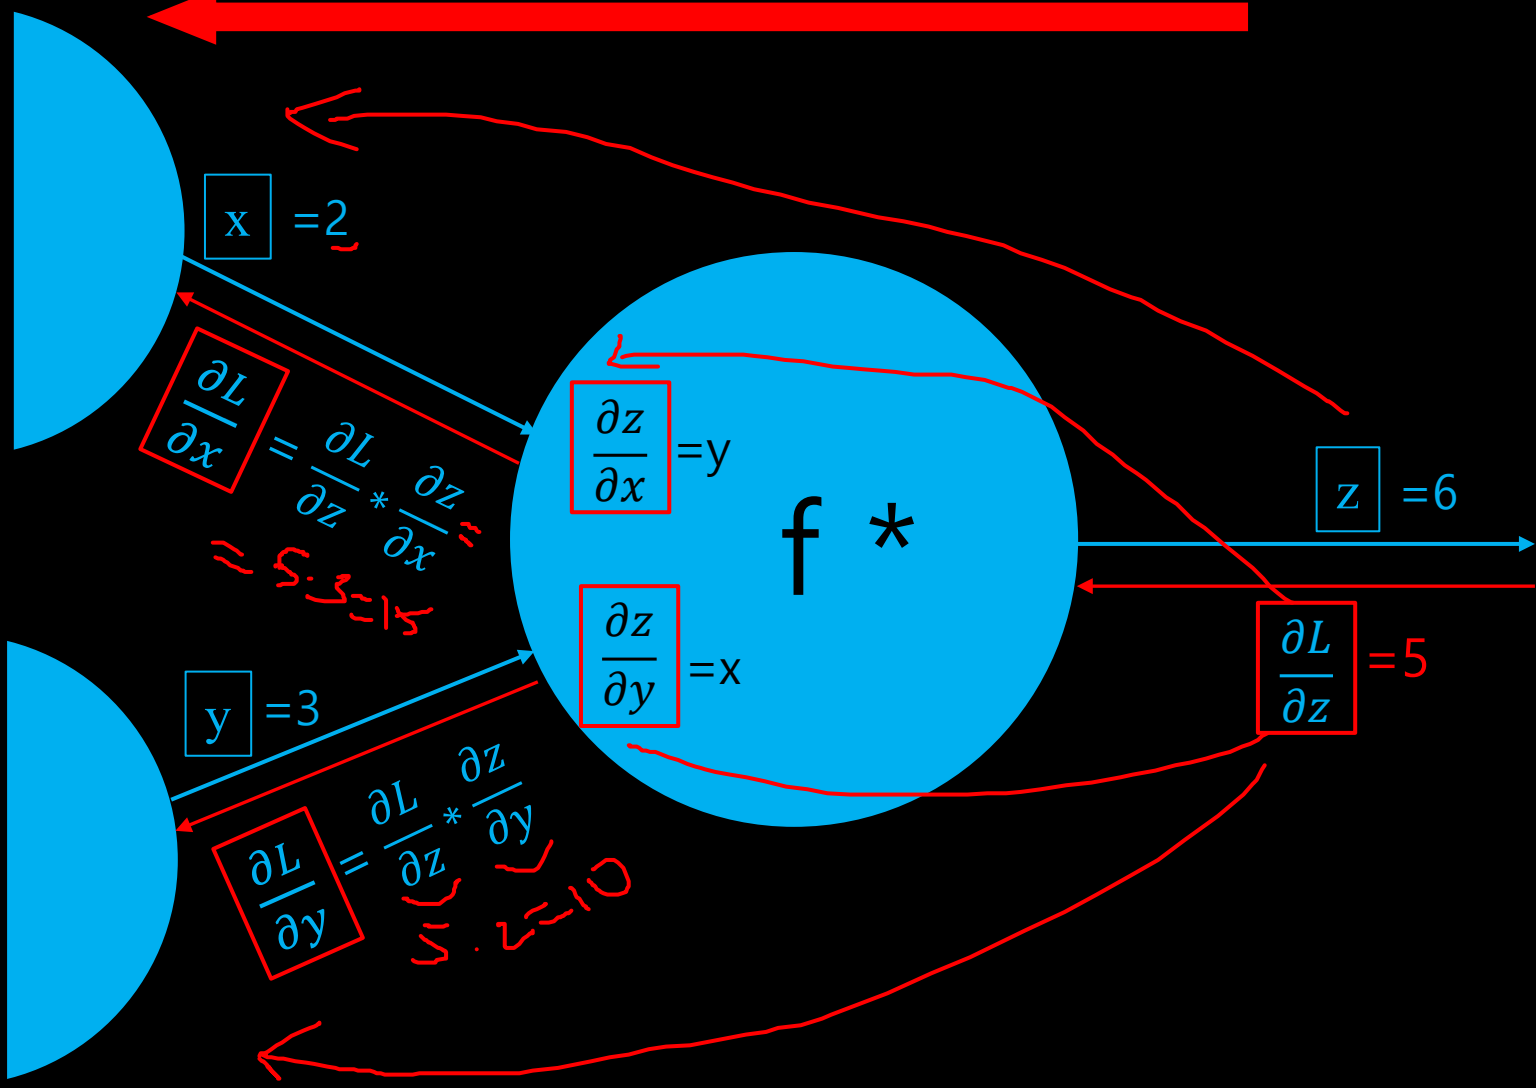 x =2
∂z/∂x =y
f *
z =6
∂L/∂x = ∂L/∂z * ∂z/∂x =
= 5·3=15
∂z/∂y =x
∂L/∂z =5
y =3
∂L/∂y = ∂L/∂z * ∂z/∂y
5·2=10